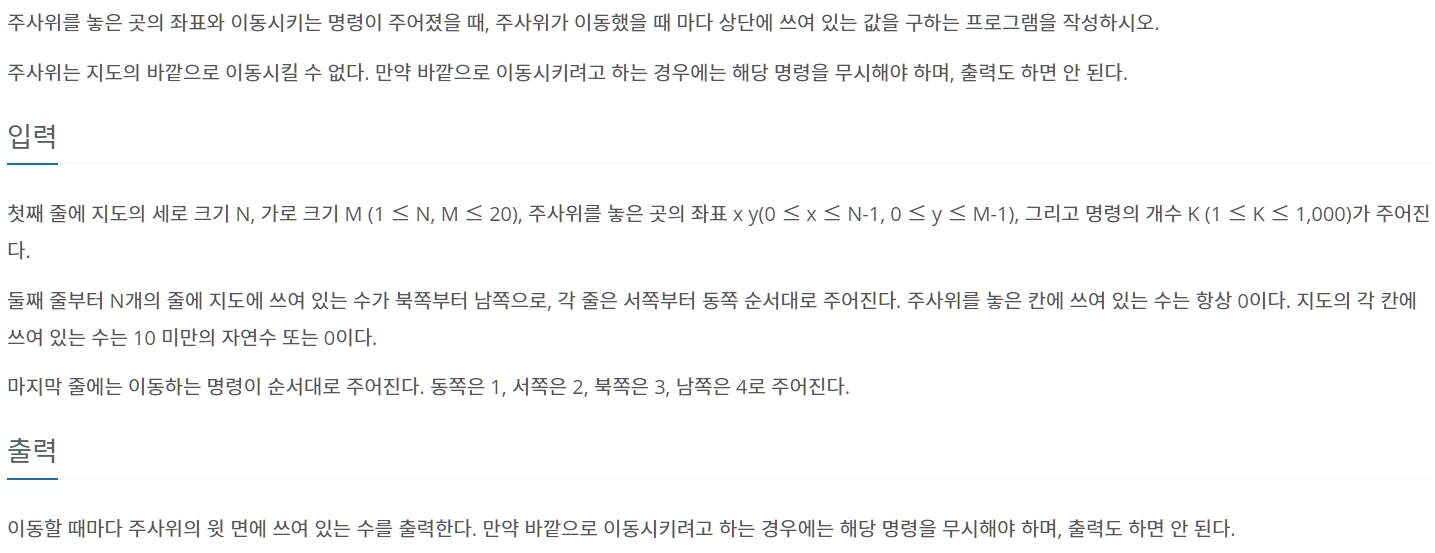 주사위를 놓은 곳의 좌표와 이동시키는 명령이 주어졌을 때, 주사위가 이동했을 때 마다 상단에 쓰여 있는 값을 구하는 프로그램을 작성하시오.
주사위는 지도의 바깥으로 이동시킬 수 없다. 만약 바깥으로 이동시키려고 하는 경우에는 해당 명령을 무시해야 하며, 출력도 하면 안 된다.
입력
첫째 줄에 지도의 세로 크기 N, 가로 크기 M (1 ≤ N, M ≤ 20), 주사위를 놓은 곳의 좌표 x y(0 ≤ x ≤ N-1, 0 ≤ y ≤ M-1), 그리고 명령의 개수 K (1 ≤ K ≤ 1,000)가 주어진
다.
둘째 줄부터 N개의 줄에 지도에 쓰여 있는 수가 북쪽부터 남쪽으로, 각 줄은 서쪽부터 동쪽 순서대로 주어진다. 주사위를 놓은 칸에 쓰여 있는 수는 항상 0이다. 지도의 각 칸에
쓰여 있는 수는 10 미만의 자연수 또는 0이다.
마지막 줄에는 이동하는 명령이 순서대로 주어진다. 동쪽은 1, 서쪽은 2, 북쪽은 3, 남쪽은 4로 주어진다.
출력
이동할 때마다 주사위의 윗 면에 쓰여 있는 수를 출력한다. 만약 바깥으로 이동시키려고 하는 경우에는 해당 명령을 무시해야 하며, 출력도 하면 안 된다.